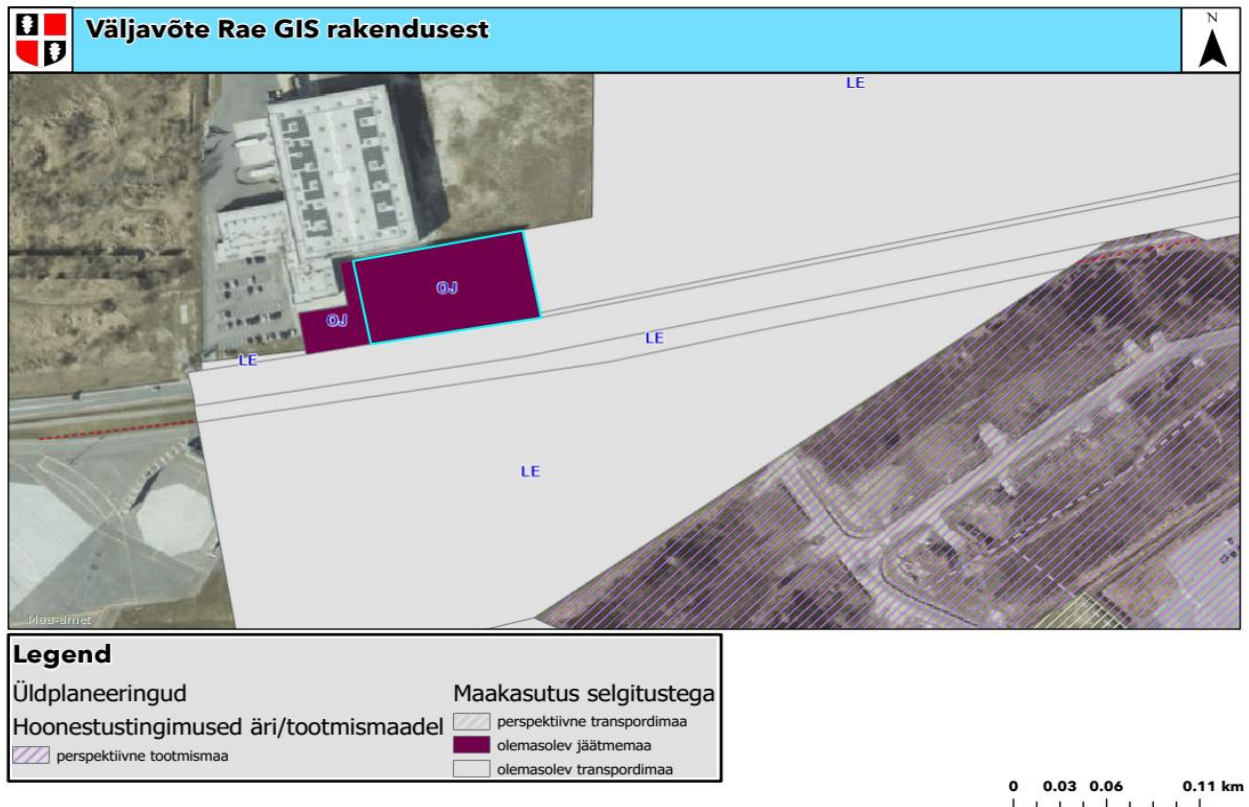 Väljavõte Rae GIS rakendusest
N
LE
OJ
OJ
LE
LE
LE
Maa-amet
Legend
Üldplaneeringud
Hoonestustingimused äri/tootmismaadel
perspektiivne tootmismaa
Maakasutus selgitustega
perspektiivne transpordimaa
olemasolev jäätmemaa
olemasolev transpordimaa
0 0.03 0.06 0.11 km